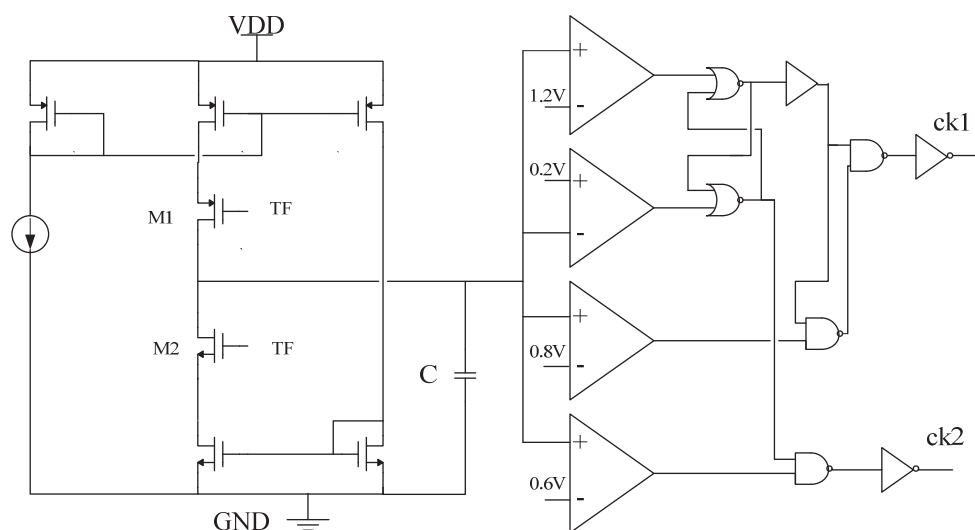 VDD
M1
TF
M2
TF
C
GND
+
1.2V
-
0.2V
+
-
+
0.8V
-
+
0.6V
-
ck1
ck2